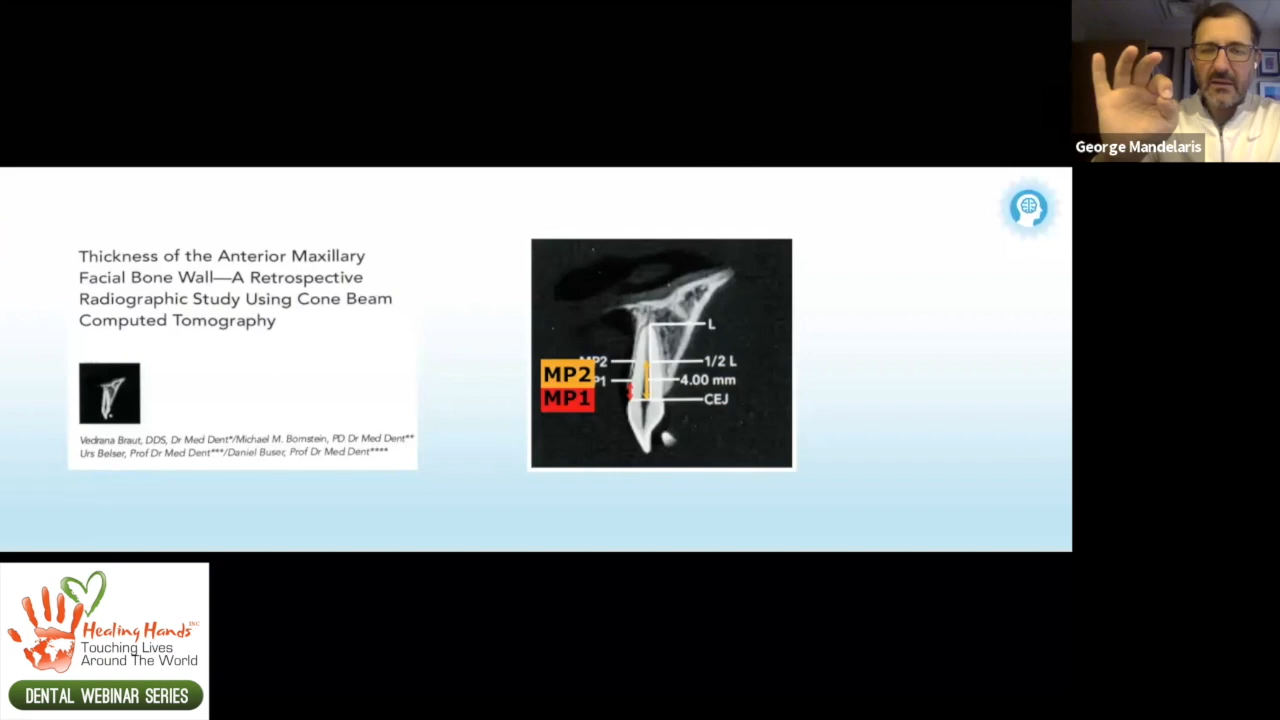 George Mandelaris
Thickness of the Anterior Maxillary
Facial Bone Wall—A Retrospective
Radiographic Study Using Cone Beam
Computed Tomography
Vedrana Braut, DDS, Dr Med Dent*/Michael M. Bornstein, PD Dr Med Dent**
Urs Belser, Prof Dr Med Dent***/Daniel Buser, Prof Dr Med Dent****
L
1/2 L
MP2
4.00 mm
MP1
CEJ
Healing Hands INC
Touching Lives
Around The World
DENTAL WEBINAR SERIES